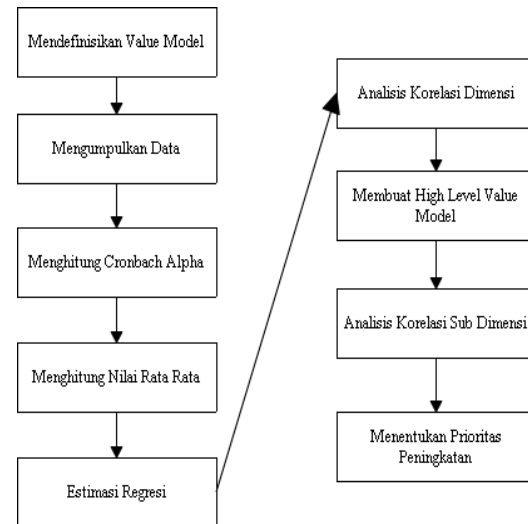 Mendefinisikan Value Model
Mengumpulkan Data
Menghitung Cronbach Alpha
Menghitung Nilai Rata Rata
Estimasi Regresi
Analisis Korelasi Dimensi
Membuat High Level Value
Model
Analisis Korelasi Sub Dimensi
Menentukan Prioritas
Peningkatan